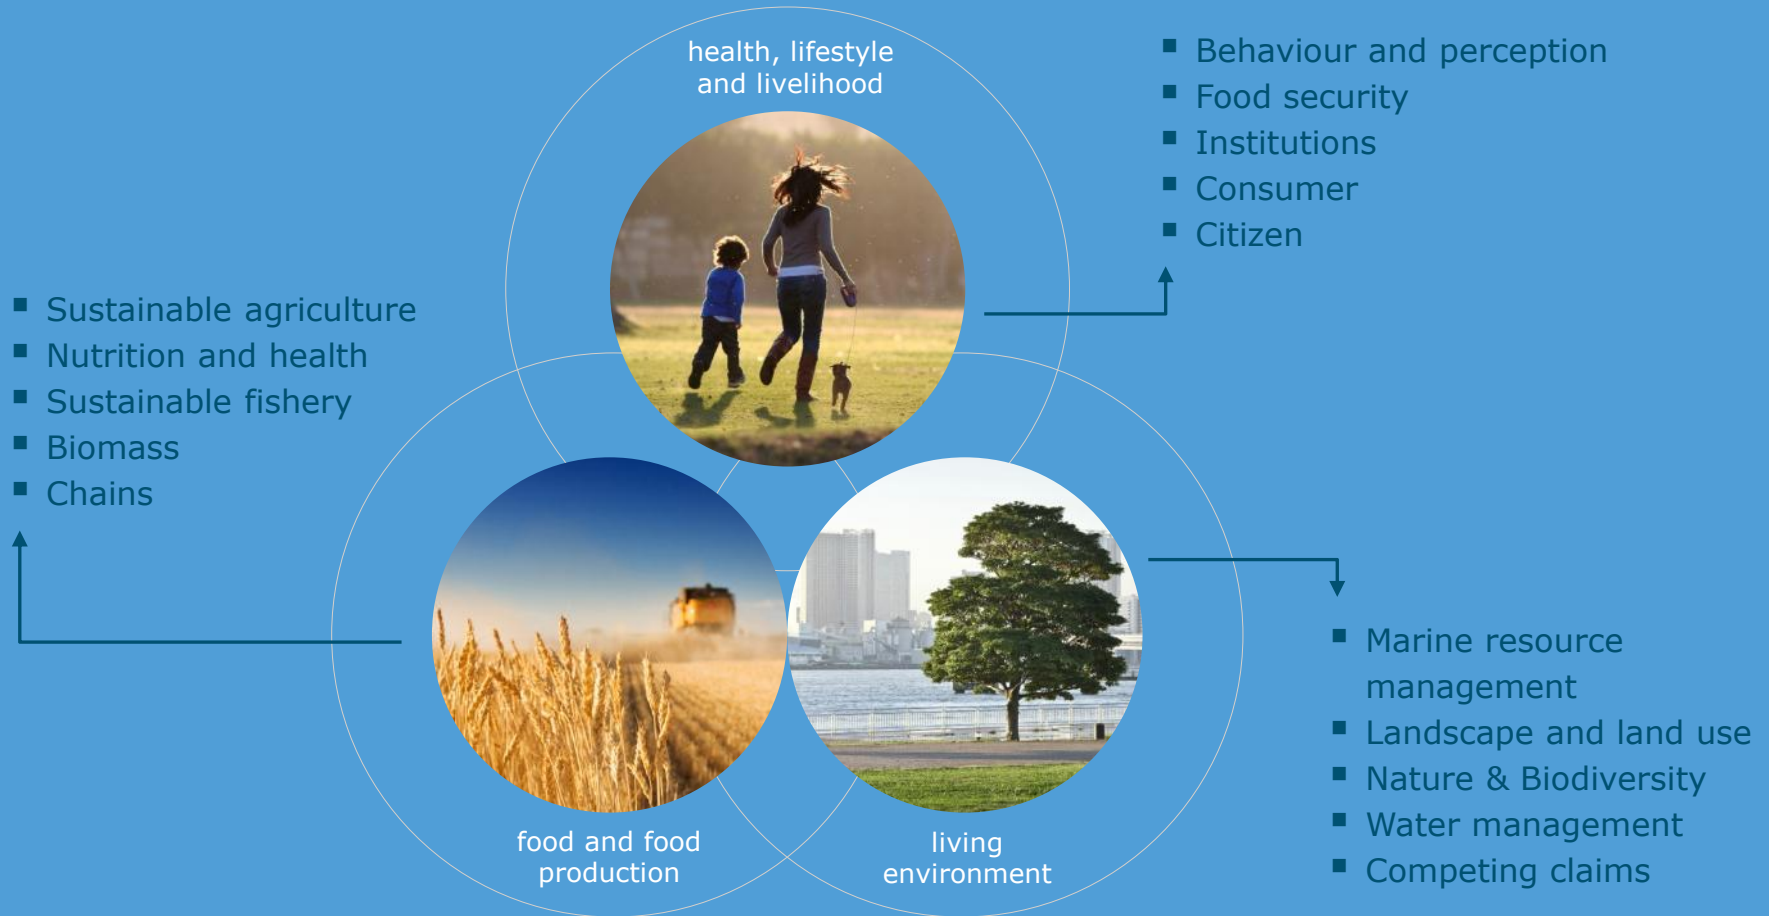 health, lifestyle
and livelihood
▪ Behaviour and perception
▪ Food security
▪ Institutions
▪ Consumer
▪ Citizen
▪ Sustainable agriculture
▪ Nutrition and health
▪ Sustainable fishery
▪ Biomass
▪ Chains
▪ Marine resource
management
▪ Landscape and land use
▪ Nature & Biodiversity
▪ Water management
▪ Competing claims
food and food
production
living
environment